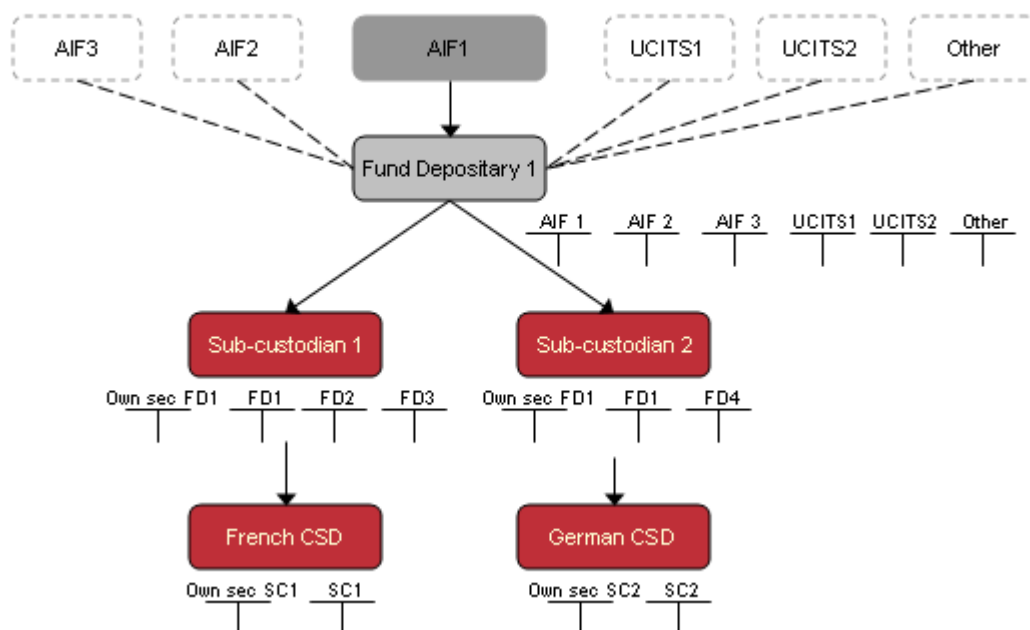 AIF3
AIF2
AIF1
UCITS1
UCITS2
Other
Fund Depositary 1
AIF 1
AIF 2
AIF 3
UCITS1
UCITS2
Other
Sub-custodian 1
Sub-custodian 2
Own sec FD1
FD1
FD2
FD3
Own sec FD1
FD1
FD4
French CSD
German CSD
Own sec SC1
SC1
Own sec SC2
SC2